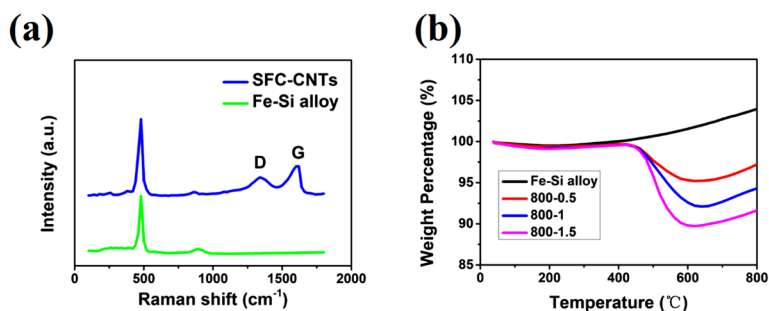 (a)
(b)
Intensity (a.u.)
SFC-CNTs
Fe-Si alloy
D
G
0
500
1000
1500
2000
Raman shift (cm⁻¹)
Weight Percentage (%)
110
105
100
95
90
85
Fe-Si alloy
800-0.5
800-1
800-1.5
0
200
400
600
800
Temperature (℃)